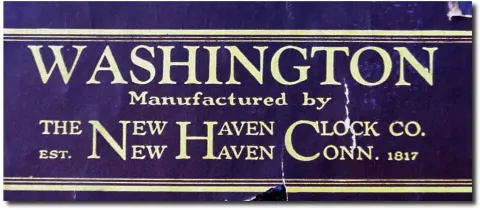 WASHINGTON
Manufactured by
THE NEW HAVEN CLOCK CO.
EST. NEW HAVEN CONN. 1817